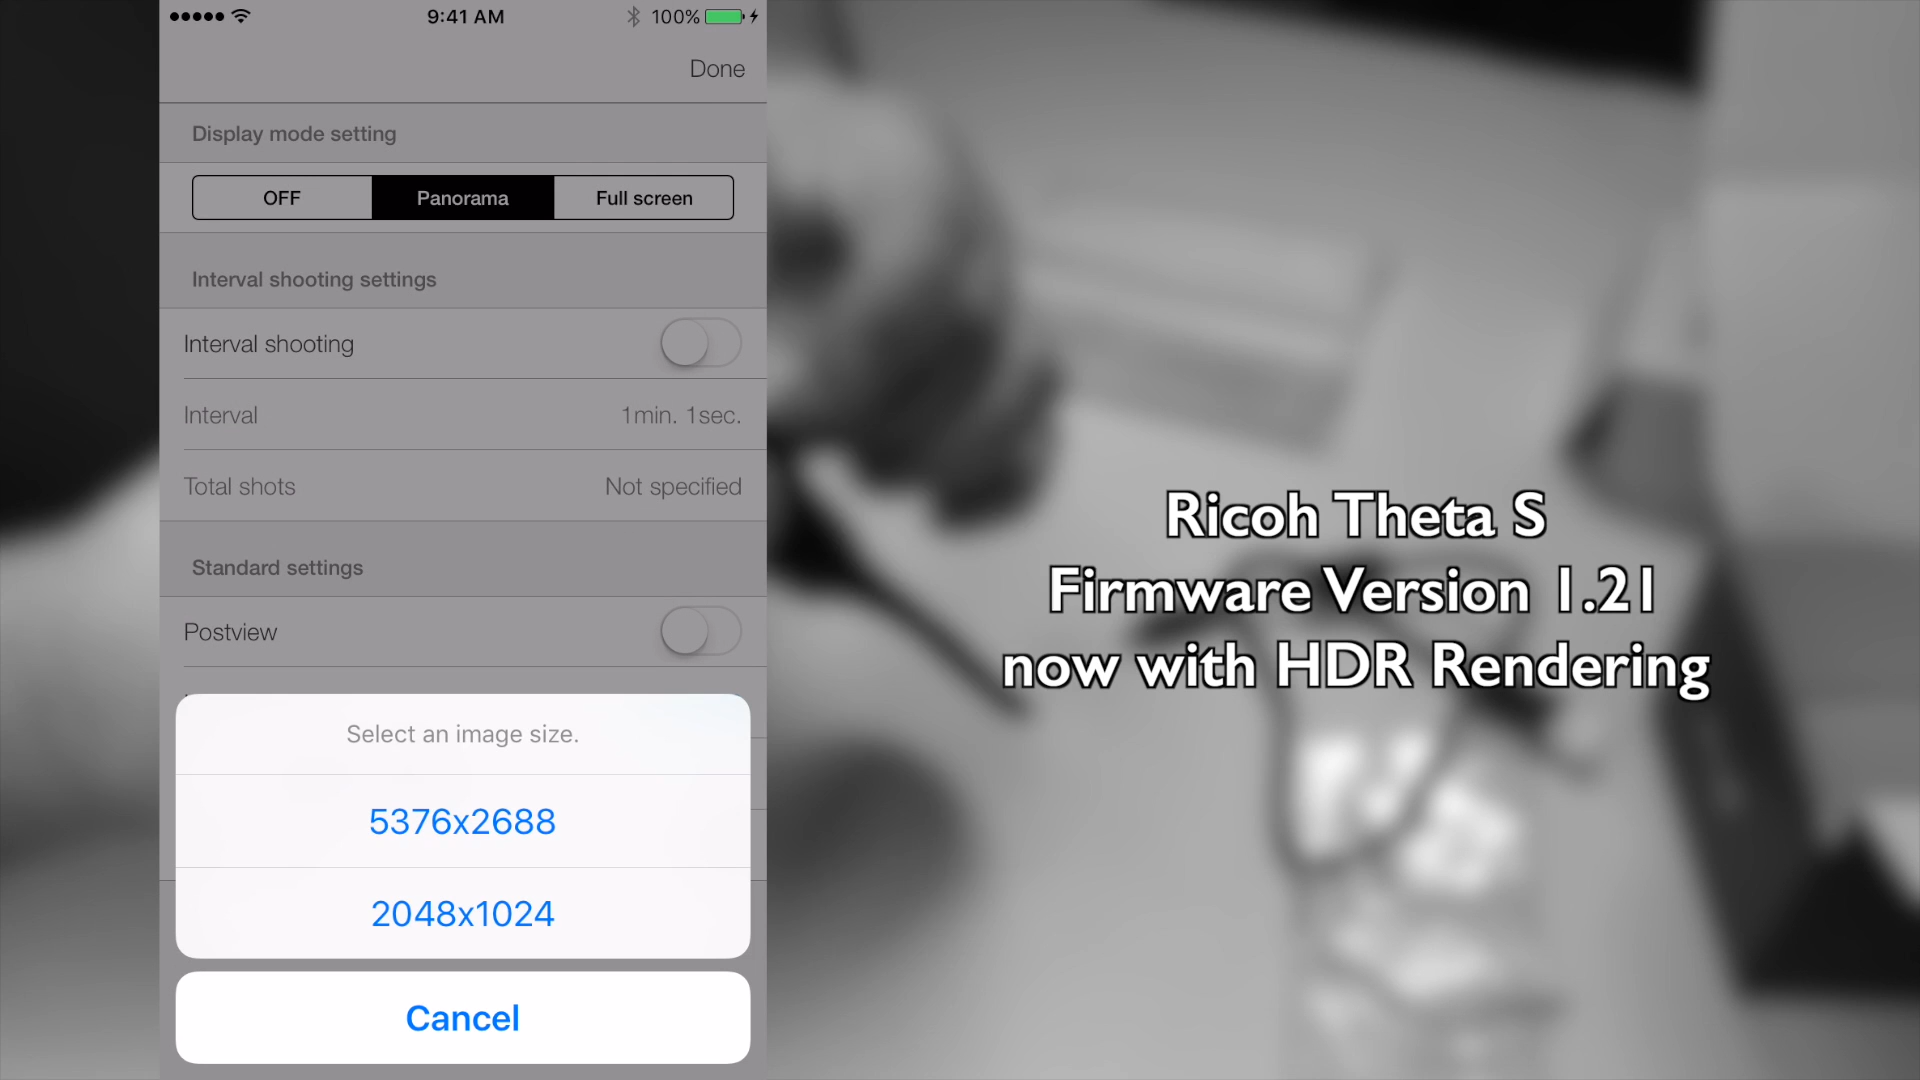 9:41 AM
100%
Done
Display mode setting
OFF
Panorama
Full screen
Interval shooting settings
Interval shooting
Interval
1min. 1sec.
Total shots
Not specified
Standard settings
Postview
Select an image size.
5376x2688
2048x1024
Cancel
Ricoh Theta S
Firmware Version 1.21
now with HDR Rendering